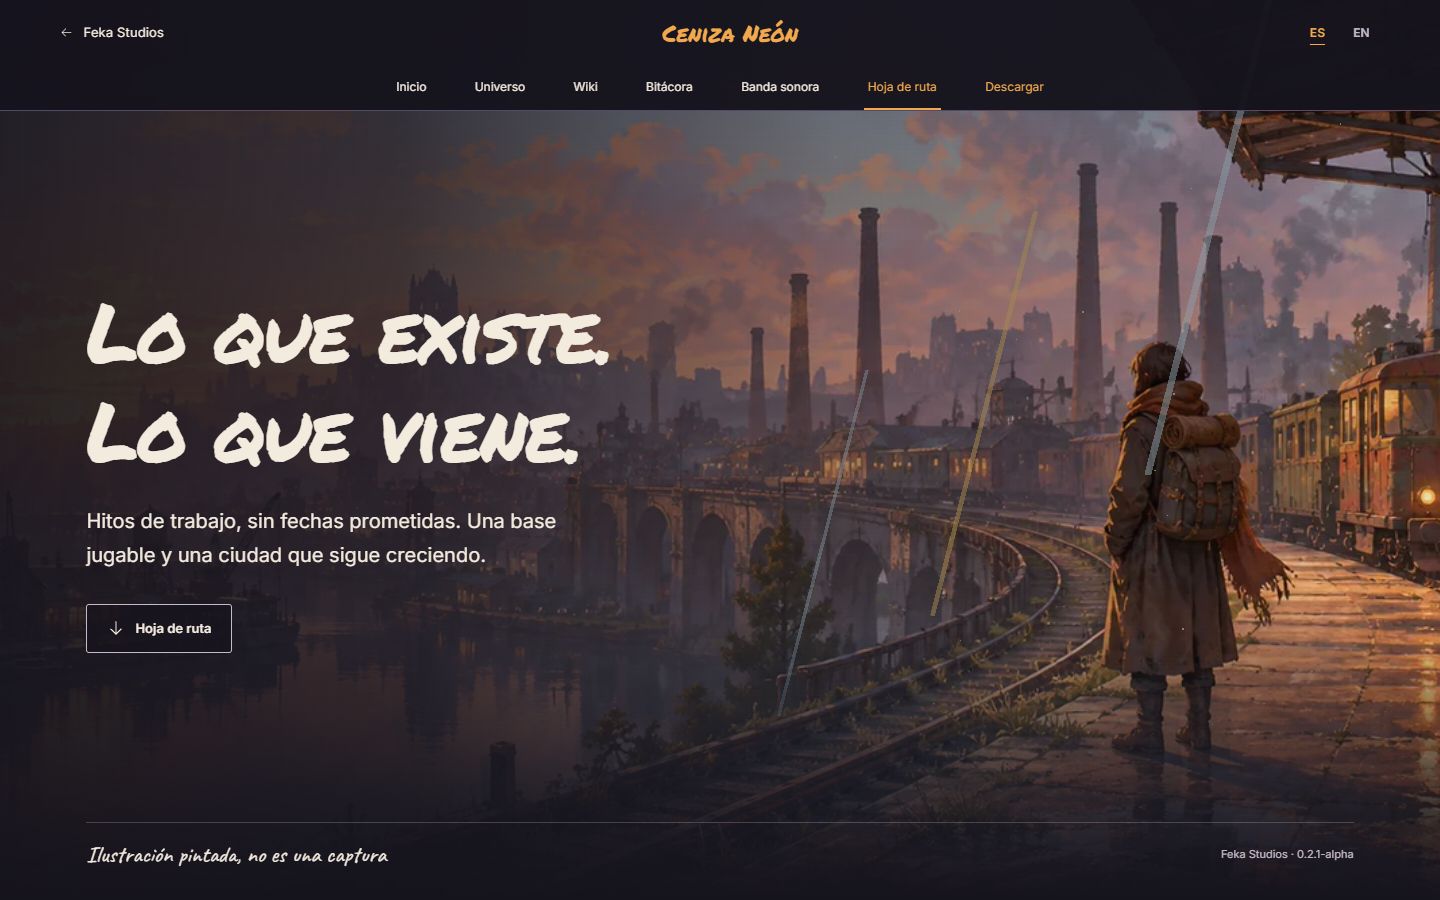 ← Feka Studios
Ceniza Neón
ES EN
Inicio Universo Wiki Bitácora Banda sonora Hoja de ruta Descargar
Lo que existe.
Lo que viene.
Hitos de trabajo, sin fechas prometidas. Una base
jugable y una ciudad que sigue creciendo.
↓ Hoja de ruta
Ilustración pintada, no es una captura
Feka Studios · 0.2.1-alpha